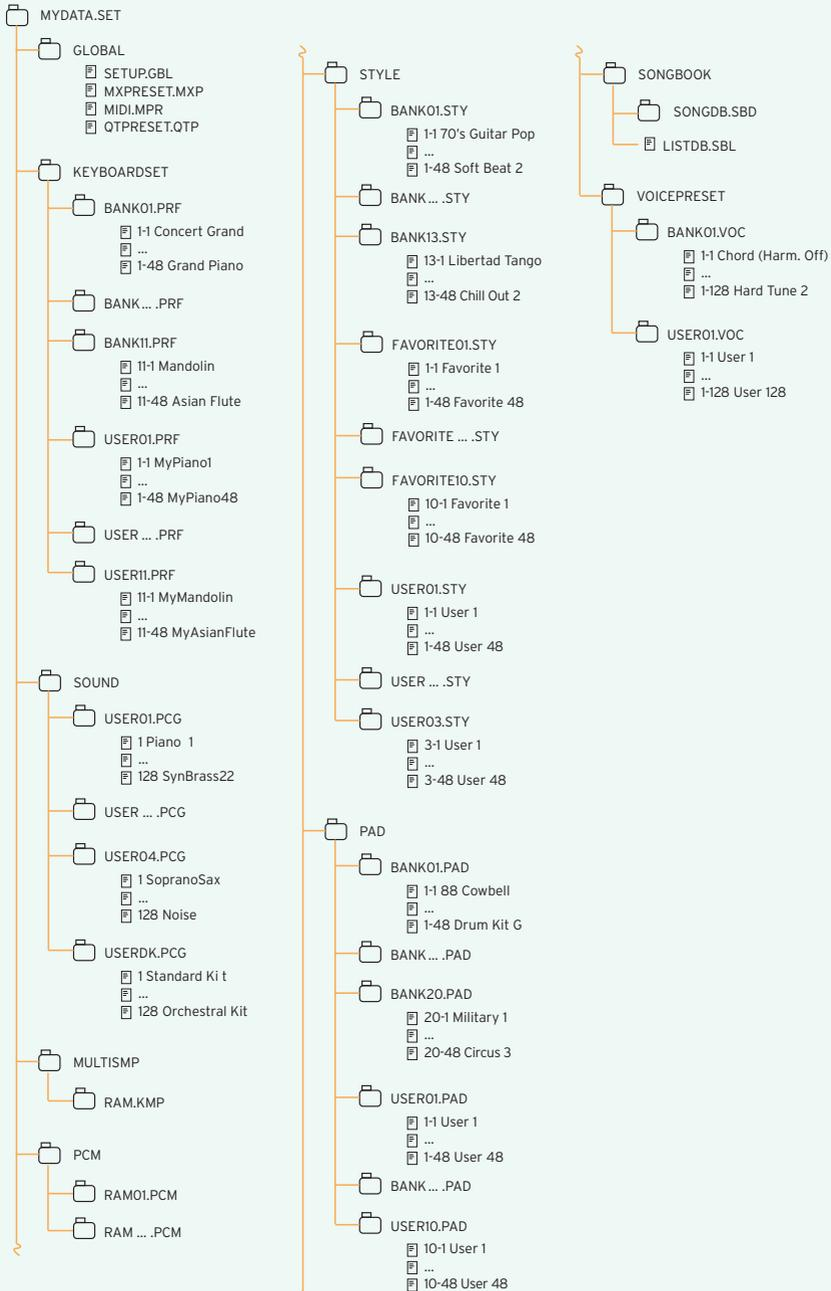 MYDATA.SET
GLOBAL
SETUP.GBL
MXPRESET.MXP
MIDI.MPR
QTPRESET.QTP
KEYBOARDSET
BANK01.PRF
1-1 Concert Grand
...
1-48 Grand Piano
BANK... .PRF
BANK11.PRF
11-1 Mandolin
...
11-48 Asian Flute
USER01.PRF
1-1 MyPiano1
...
1-48 MyPiano48
USER ... .PRF
USER11.PRF
11-1 MyMandolin
...
11-48 MyAsianFlute
SOUND
USER01.PCG
1 Piano 1
...
128 SynBrass22
USER ... .PCG
USER04.PCG
1 SopranoSax
...
128 Noise
USERDK.PCG
1 Standard Ki t
...
128 Orchestral Kit
MULTISMP
RAM.KMP
PCM
RAM01.PCM
RAM ... .PCM
STYLE
BANK01.STY
1-1 70's Guitar Pop
...
1-48 Soft Beat 2
BANK... .STY
BANK13.STY
13-1 Libertad Tango
...
13-48 Chill Out 2
FAVORITE01.STY
1-1 Favorite 1
...
1-48 Favorite 48
FAVORITE ... .STY
FAVORITE10.STY
10-1 Favorite 1
...
10-48 Favorite 48
USER01.STY
1-1 User 1
...
1-48 User 48
USER ... .STY
USER03.STY
3-1 User 1
...
3-48 User 48
PAD
BANK01.PAD
1-1 88 Cowbell
...
1-48 Drum Kit G
BANK... .PAD
BANK20.PAD
20-1 Military 1
...
20-48 Circus 3
USER01.PAD
1-1 User 1
...
1-48 User 48
BANK... .PAD
USER10.PAD
10-1 User 1
...
10-48 User 48
SONGBOOK
SONGDB.SBD
LISTDB.SBL
VOICEPRESET
BANK01.VOC
1-1 Chord (Harm. Off)
...
1-128 Hard Tune 2
USER01.VOC
1-1 User 1
...
1-128 User 128